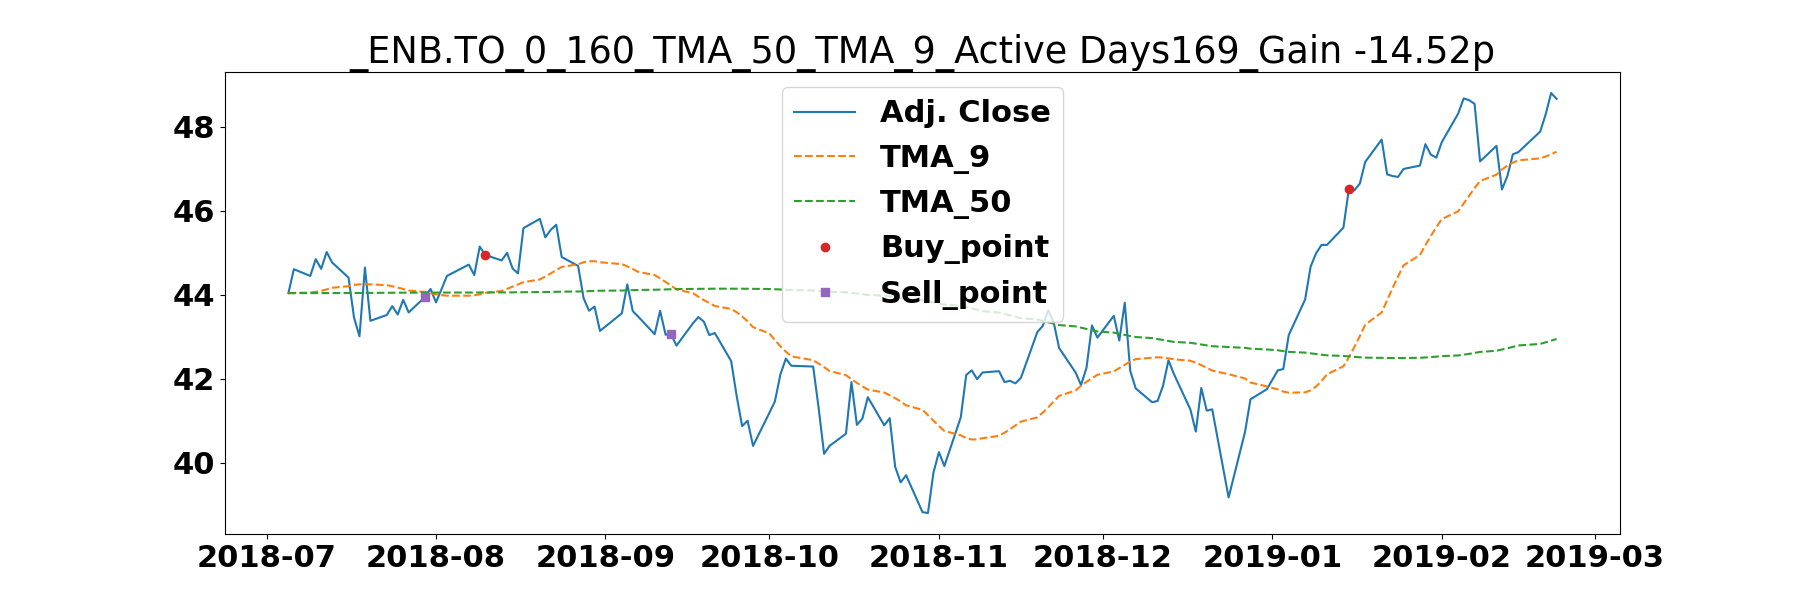 _ENB.TO_0_160_TMA_50_TMA_9_Active Days169_Gain -14.52p
Adj. Close
TMA_9
TMA_50
Buy_point
Sell_point
48
46
44
42
40
2018-07 2018-08 2018-09 2018-10 2018-11 2018-12 2019-01 2019-02 2019-03